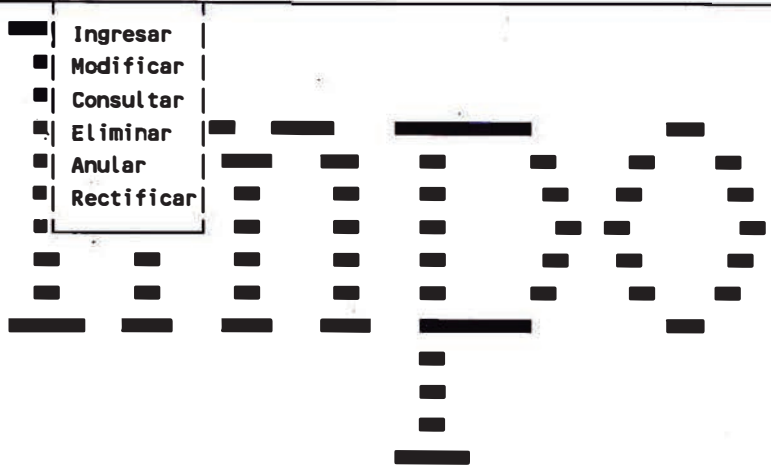 Ingresar
Modificar
Consultar
Eliminar
Anular
Rectificar